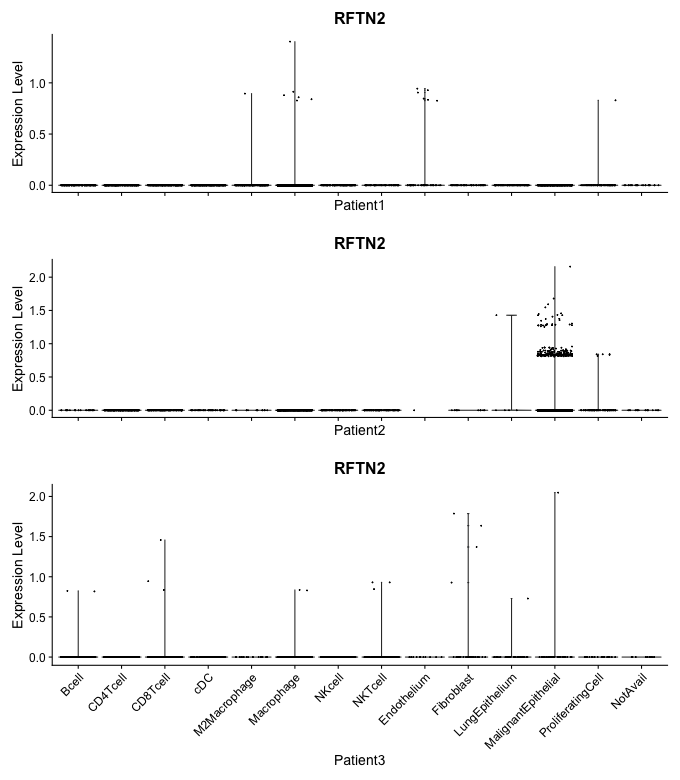 RFTN2
Expression Level
1.0
0.5
0.0
Patient1
RFTN2
Expression Level
2.0
1.5
1.0
0.5
0.0
Patient2
RFTN2
Expression Level
2.0
1.5
1.0
0.5
0.0
Bcell
CD4Tcell
CD8Tcell
cDC
M2Macrophage
Macrophage
NKcell
NKTcell
Endothelium
Fibroblast
LungEpithelium
MalignantEpithelial
ProliferatingCell
NotAvail
Patient3